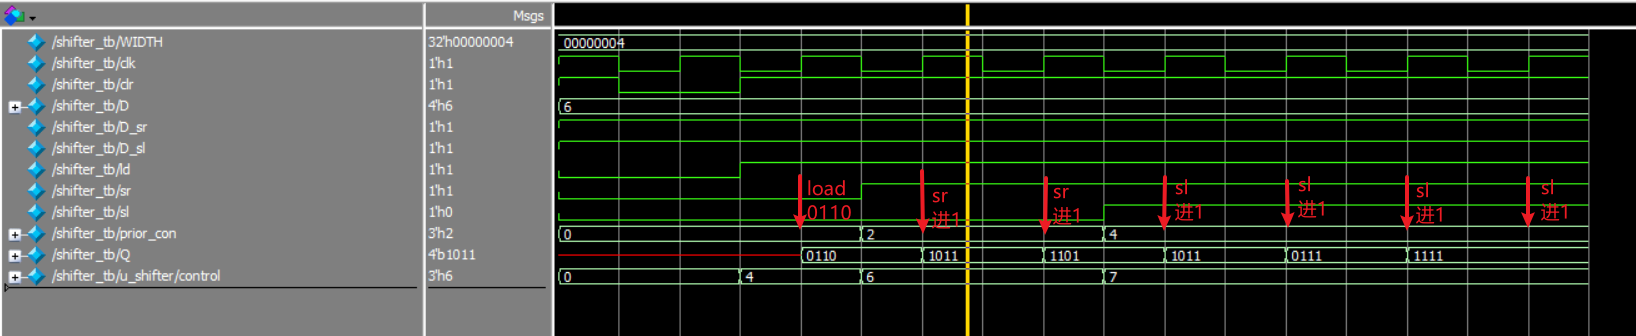 Msgs
/shifter_tb/WIDTH 32'h00000004 00000004
/shifter_tb/clk 1'h1
/shifter_tb/clr 1'h1
/shifter_tb/D 4'h6 6
/shifter_tb/D_sr 1'h1
/shifter_tb/D_sl 1'h1
/shifter_tb/ld 1'h1
/shifter_tb/sr 1'h1
/shifter_tb/sl 1'h0
/shifter_tb/prior_con 3'h2 0 2 4
/shifter_tb/Q 4'b1011 0110 1011 1101 1011 0111 1111
/shifter_tb/u_shifter/control 3'h6 0 4 6 7
load
0110
sr
进1
sr
进1
sl
进1
sl
进1
sl
进1
sl
进1